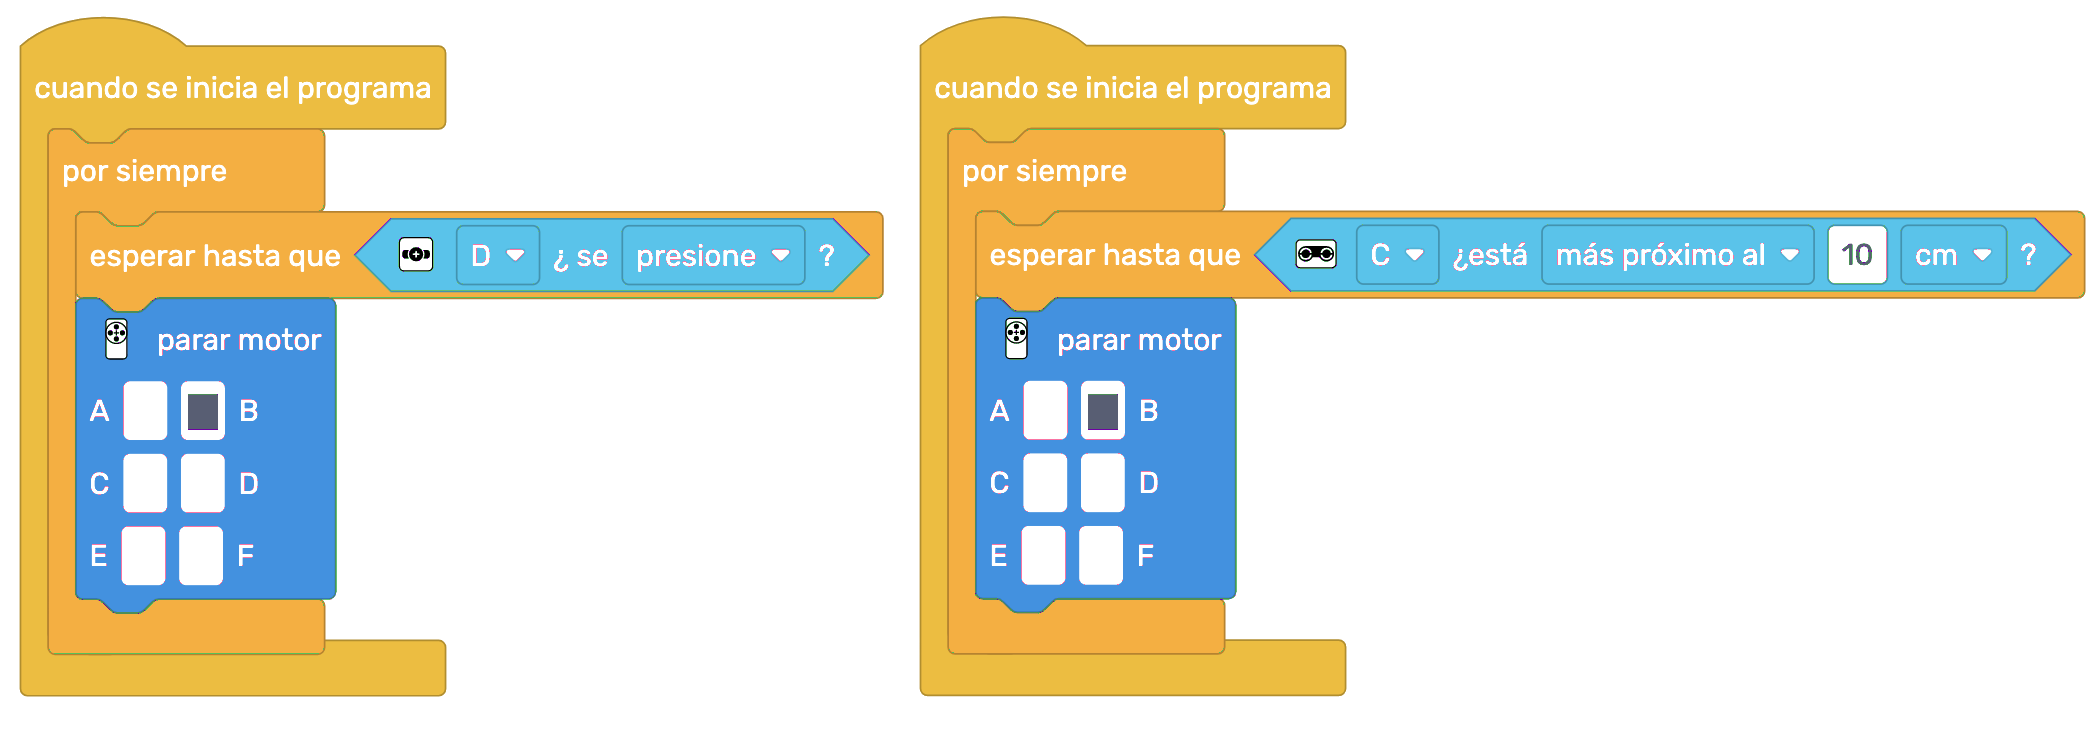 cuando se inicia el programa
por siempre
esperar hasta que D ¿ se presione ?
parar motor
A B
C D
E F
cuando se inicia el programa
por siempre
esperar hasta que C ¿está más próximo al 10 cm ?
parar motor
A B
C D
E F